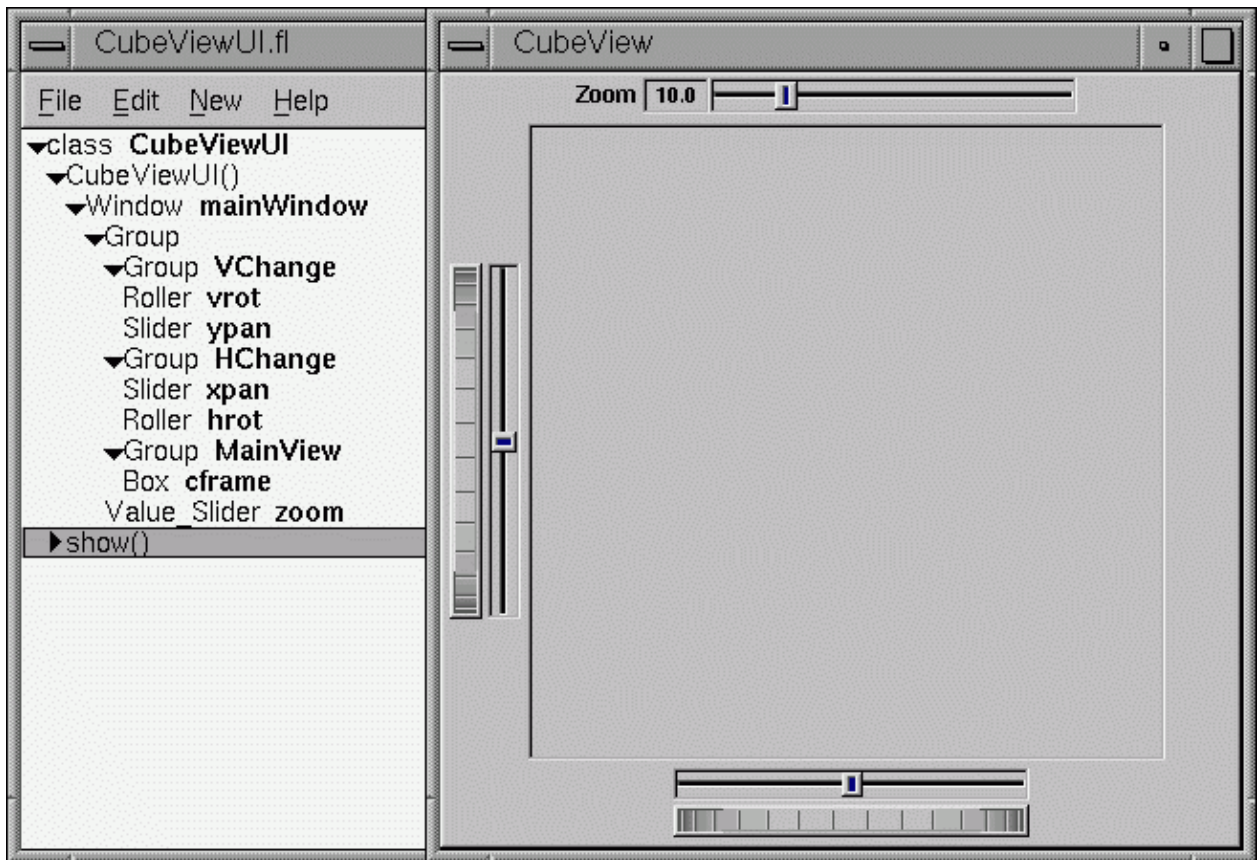 CubeViewUI.fl
File Edit New Help
class CubeViewUI
CubeViewUI()
Window mainWindow
Group
Group VChange
Roller vrot
Slider ypan
Group HChange
Slider xpan
Roller hrot
Group MainView
Box cframe
Value_Slider zoom
show()
CubeView
Zoom 10.0